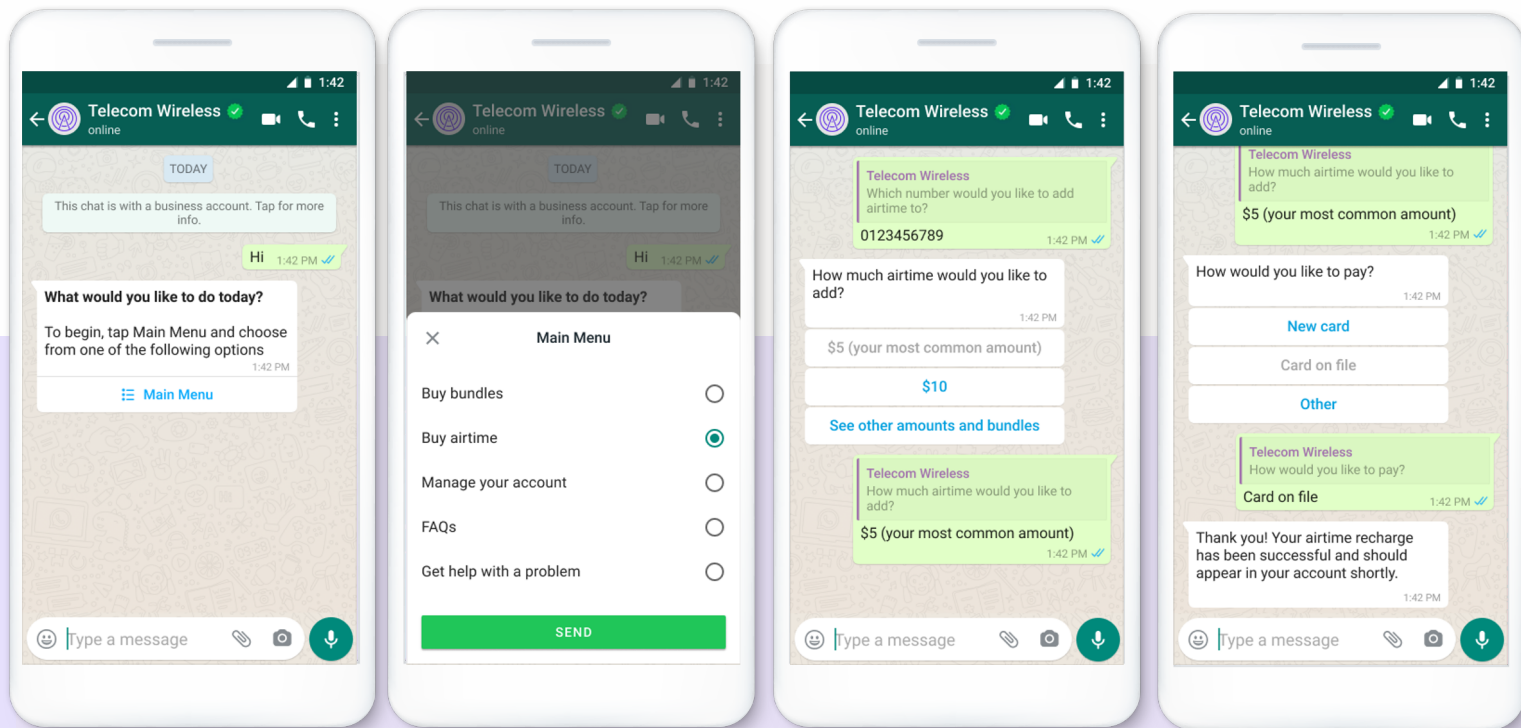 1:42
Telecom Wireless
online
TODAY
This chat is with a business account. Tap for more
info.
Hi 1:42 PM
What would you like to do today?
To begin, tap Main Menu and choose
from one of the following options
1:42 PM
Main Menu
Type a message
1:42
Telecom Wireless
online
TODAY
This chat is with a business account. Tap for more
info.
Hi 1:42 PM
What would you like to do today?
Main Menu
Buy bundles
Buy airtime
Manage your account
FAQs
Get help with a problem
SEND
1:42
Telecom Wireless
online
Telecom Wireless
Which number would you like to add
airtime to?
0123456789
1:42 PM
How much airtime would you like to
add?
1:42 PM
$5 (your most common amount)
$10
See other amounts and bundles
Telecom Wireless
How much airtime would you like to
add?
$5 (your most common amount)
1:42 PM
Type a message
1:42
Telecom Wireless
online
Telecom Wireless
How much airtime would you like to
add?
$5 (your most common amount)
1:42 PM
How would you like to pay?
1:42 PM
New card
Card on file
Other
Telecom Wireless
How would you like to pay?
Card on file
1:42 PM
Thank you! Your airtime recharge
has been successful and should
appear in your account shortly.
1:42 PM
Type a message